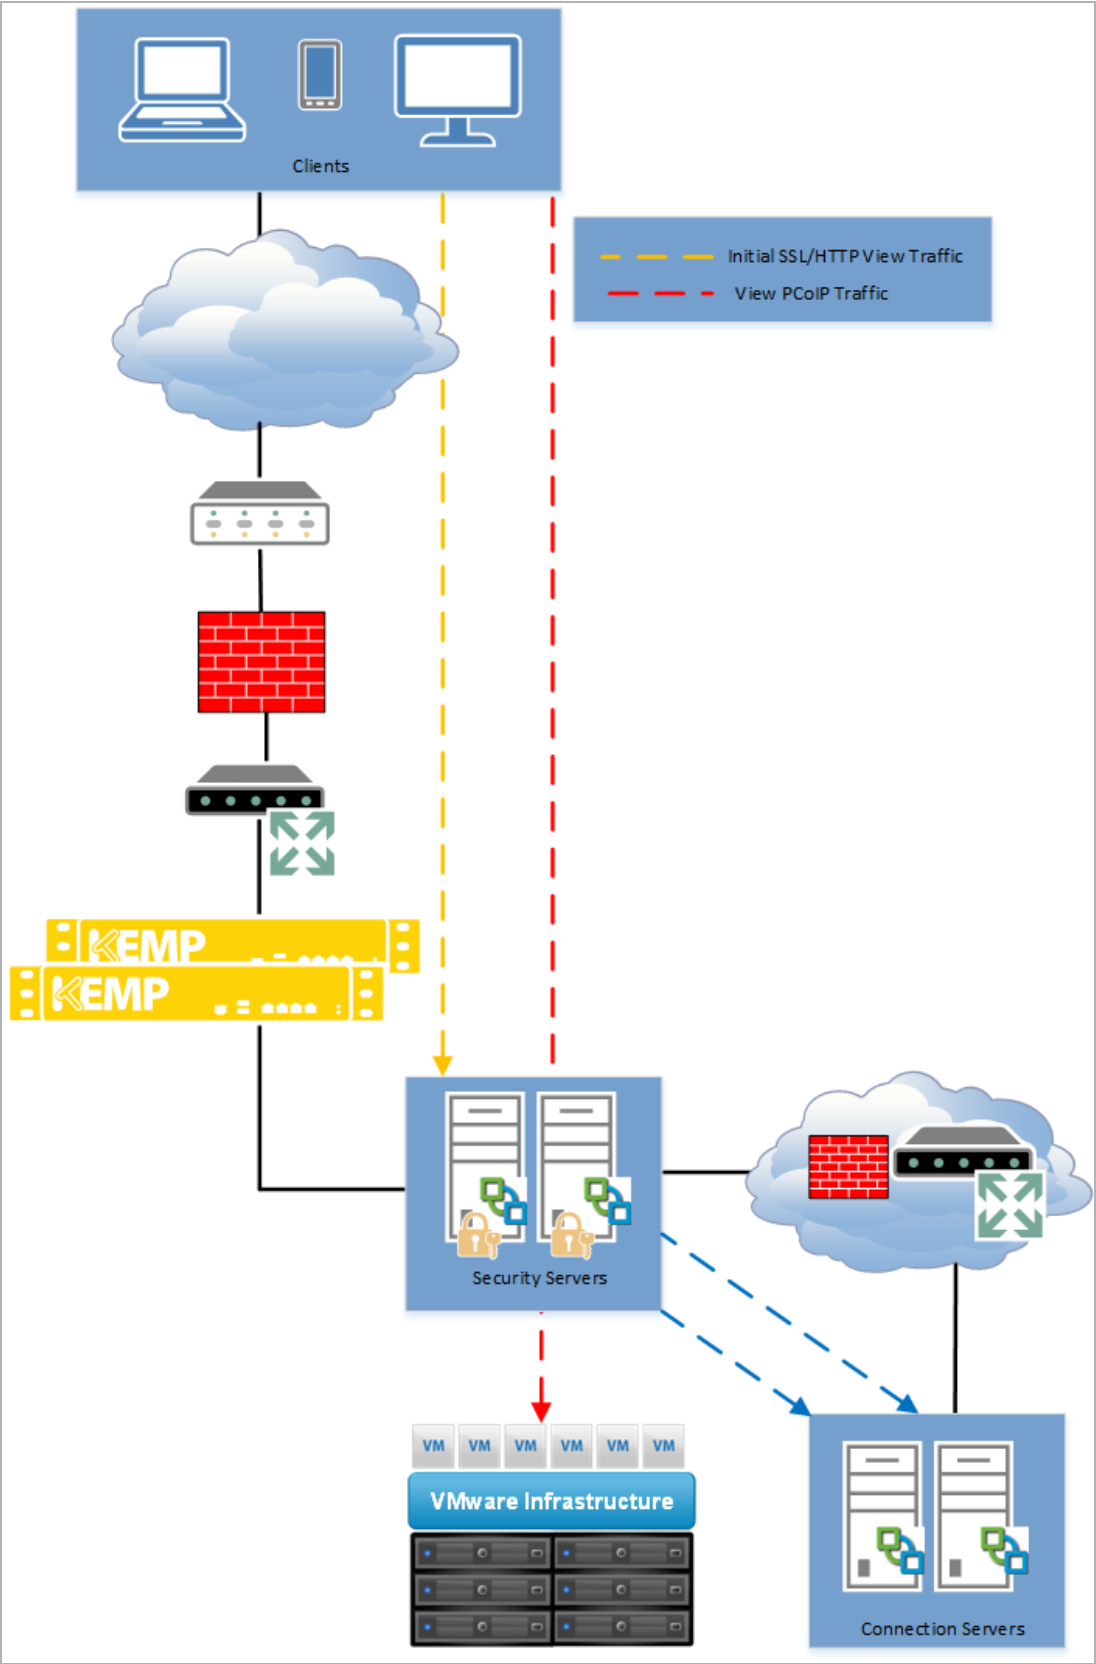 Clients
Initial SSL/HTTP View Traffic
View PCoIP Traffic
KEMP
KEMP
Security Servers
VM VM VM VM VM VM
VMware Infrastructure
Connection Servers